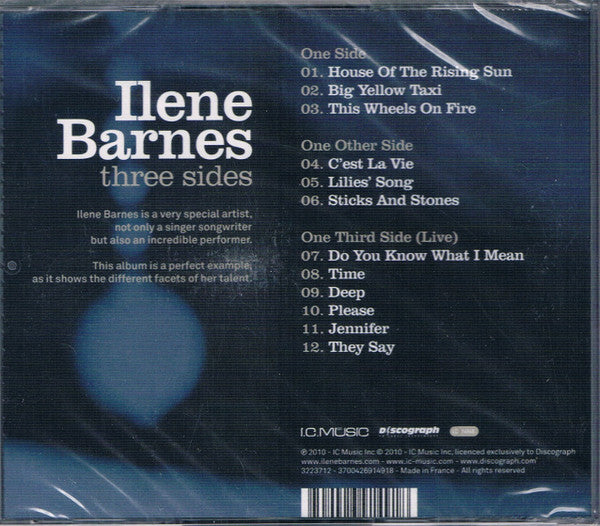 Ilene
Barnes
three sides
Ilene Barnes is a very special artist,
not only a singer songwriter
but also an incredible performer.
This album is a perfect example,
as it shows the different facets of her talent.
One Side
01. House Of The Rising Sun
02. Big Yellow Taxi
03. This Wheels On Fire
One Other Side
04. C'est La Vie
05. Lilies' Song
06. Sticks And Stones
One Third Side (Live)
07. Do You Know What I Mean
08. Time
09. Deep
10. Please
11. Jennifer
12. They Say
I.C.MUSIC
Discograph
℗ 2010 - IC Music Inc © 2010 - IC Music Inc, licenced exclusively to Discograph
www.ilenebarnes.com - www.ic-music.com - www.discograph.com
3223712 - 3700426914918 - Made in France - All rights reserved